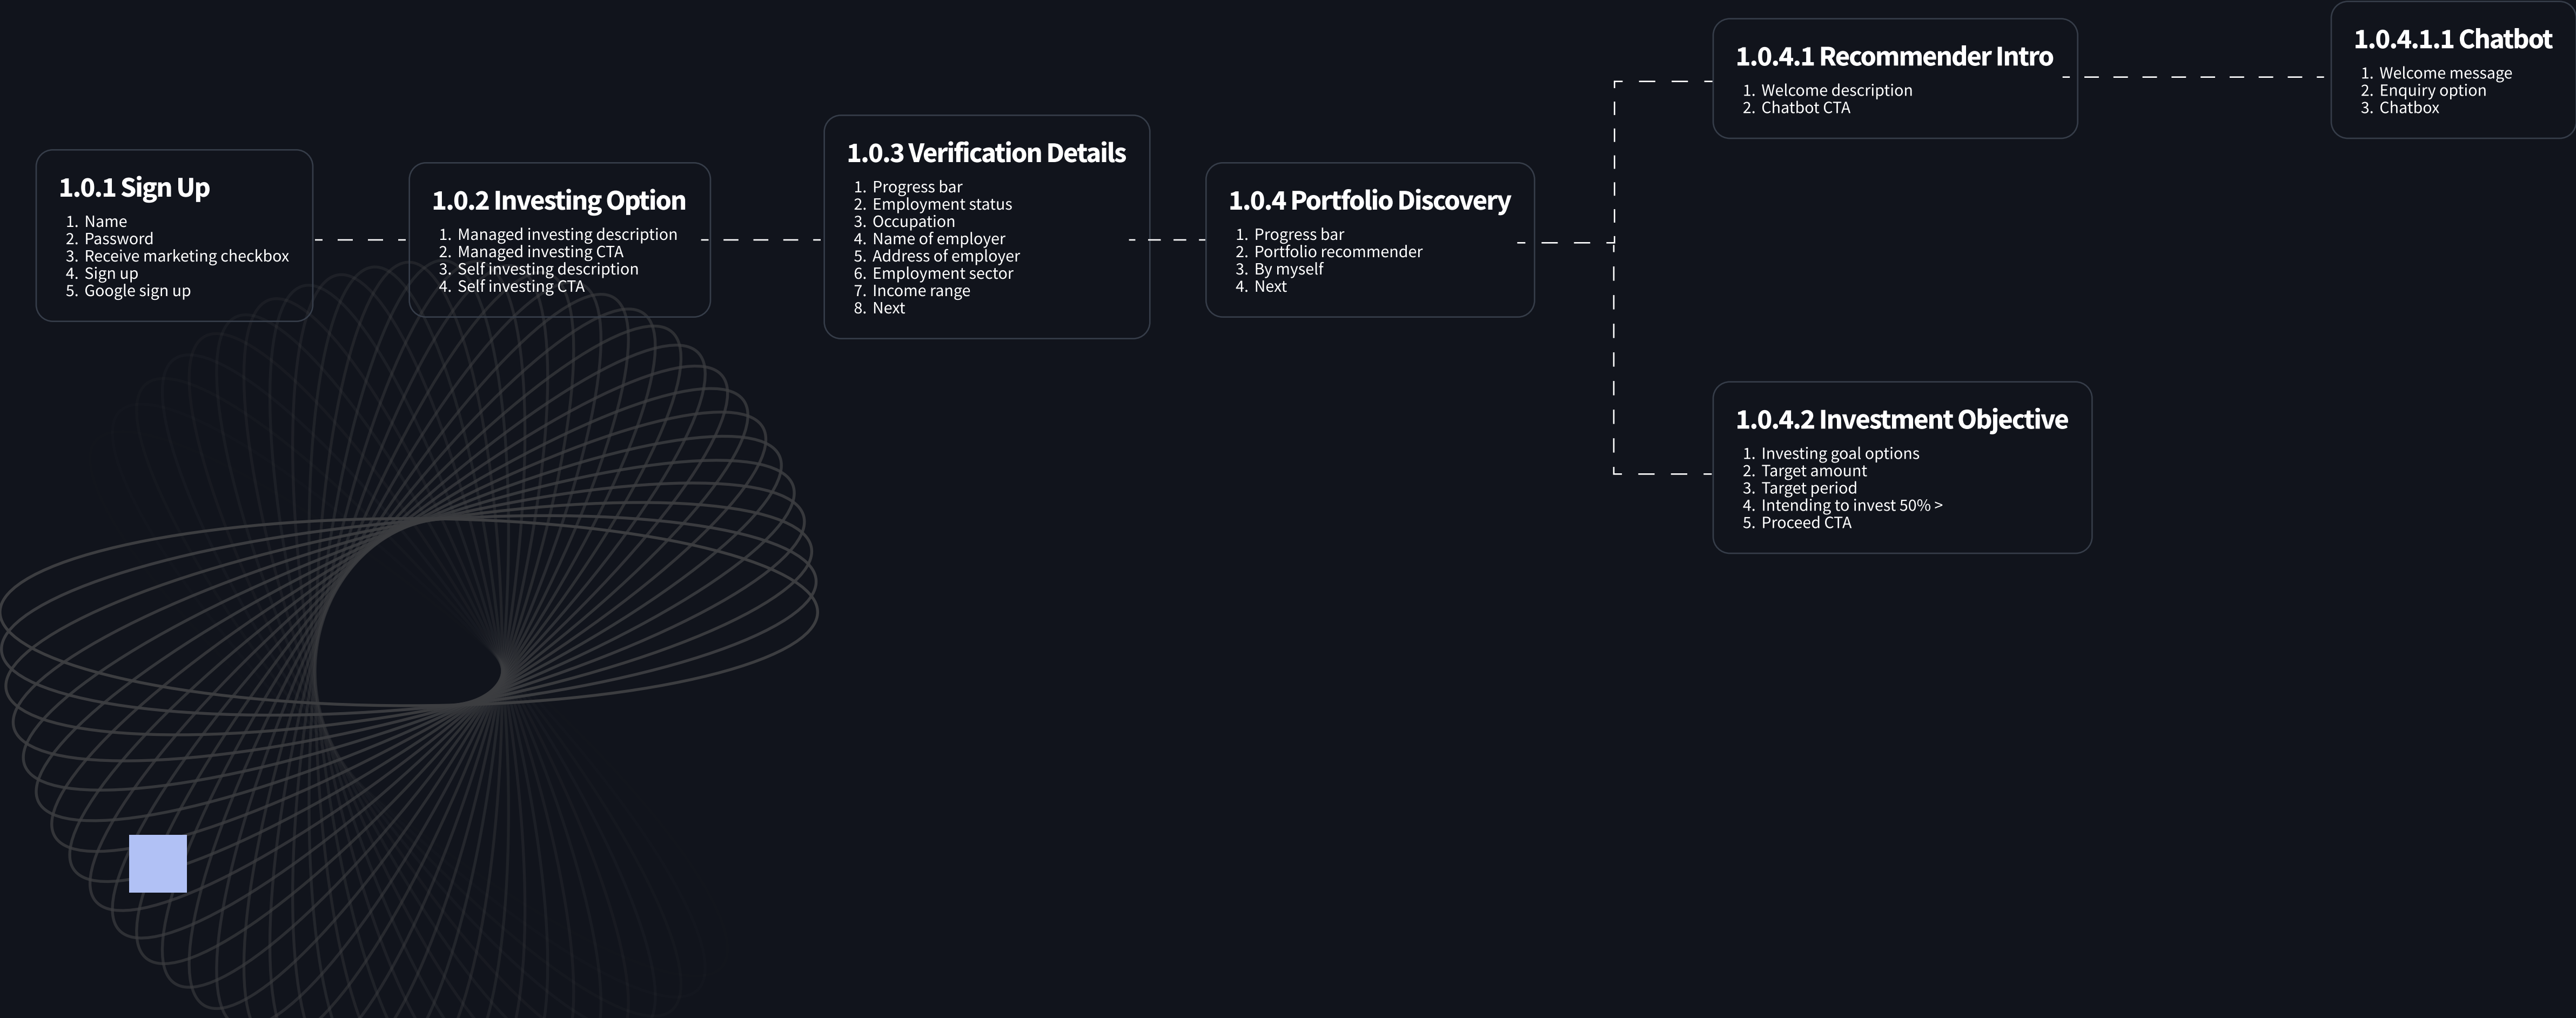 1.0.1 Sign Up
1. Name
2. Password
3. Receive marketing checkbox
4. Sign up
5. Google sign up
1.0.2 Investing Option
1. Managed investing description
2. Managed investing CTA
3. Self investing description
4. Self investing CTA
1.0.3 Verification Details
1. Progress bar
2. Employment status
3. Occupation
4. Name of employer
5. Address of employer
6. Employment sector
7. Income range
8. Next
1.0.4 Portfolio Discovery
1. Progress bar
2. Portfolio recommender
3. By myself
4. Next
1.0.4.1 Recommender Intro
1. Welcome description
2. Chatbot CTA
1.0.4.1.1 Chatbot
1. Welcome message
2. Enquiry option
3. Chatbox
1.0.4.2 Investment Objective
1. Investing goal options
2. Target amount
3. Target period
4. Intending to invest 50% >
5. Proceed CTA